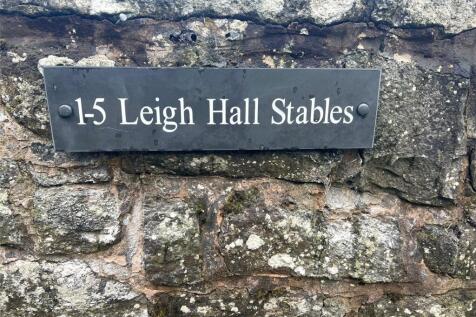 1-5 Leigh Hall Stables